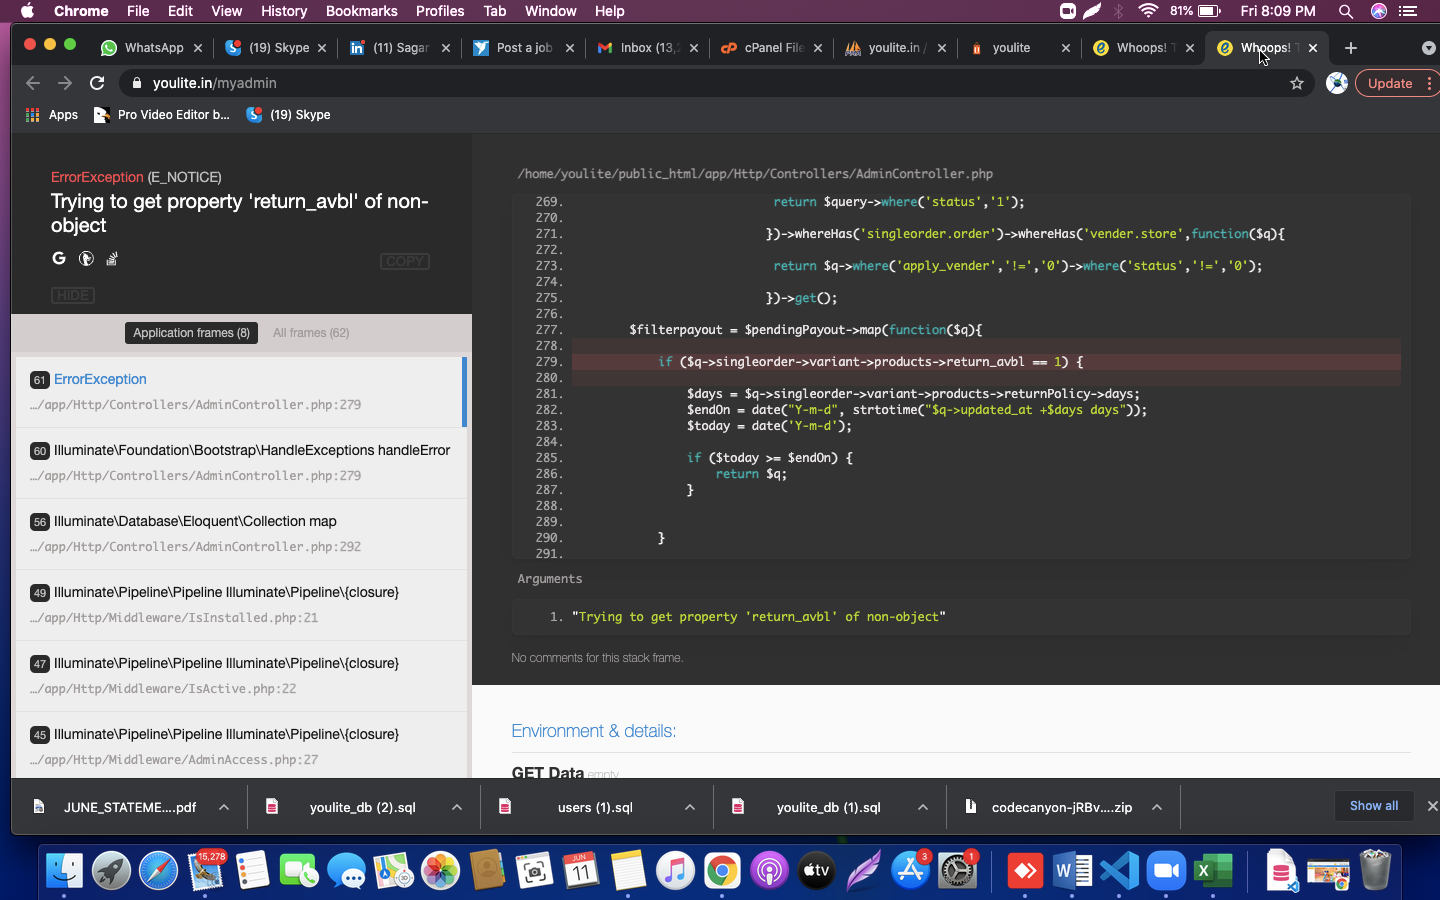 Chrome File Edit View History Bookmarks Profiles Tab Window Help 81% Fri 8:09 PM
WhatsApp (19) Skype (11) Sagar Post a job Inbox (13, cPanel File youlite.in / youlite Whoops! T Whoops! T
youlite.in/myadmin Update
Apps Pro Video Editor b... (19) Skype
ErrorException (E_NOTICE)
Trying to get property 'return_avbl' of non-
object
COPY
HIDE
Application frames (8) All frames (62)
61 ErrorException
…/app/Http/Controllers/AdminController.php:279
60 Illuminate\Foundation\Bootstrap\HandleExceptions handleError
…/app/Http/Controllers/AdminController.php:279
56 Illuminate\Database\Eloquent\Collection map
…/app/Http/Controllers/AdminController.php:292
49 Illuminate\Pipeline\Pipeline Illuminate\Pipeline\{closure}
…/app/Http/Middleware/IsInstalled.php:21
47 Illuminate\Pipeline\Pipeline Illuminate\Pipeline\{closure}
…/app/Http/Middleware/IsActive.php:22
45 Illuminate\Pipeline\Pipeline Illuminate\Pipeline\{closure}
…/app/Http/Middleware/AdminAccess.php:27
/home/youlite/public_html/app/Http/Controllers/AdminController.php
269. return $query->where('status','1');
270.
271. })->whereHas('singleorder.order')->whereHas('vender.store',function($q){
272.
273. return $q->where('apply_vender','!=','0')->where('status','!=','0');
274.
275. })->get();
276.
277. $filterpayout = $pendingPayout->map(function($q){
278.
279. if ($q->singleorder->variant->products->return_avbl == 1) {
280.
281. $days = $q->singleorder->variant->products->returnPolicy->days;
282. $endOn = date("Y-m-d", strtotime("$q->updated_at +$days days"));
283. $today = date('Y-m-d');
284.
285. if ($today >= $endOn) {
286. return $q;
287. }
288.
289.
290. }
291.
Arguments
1. "Trying to get property 'return_avbl' of non-object"
No comments for this stack frame.
Environment & details:
GET Data empty
JUNE_STATEME....pdf youlite_db (2).sql users (1).sql youlite_db (1).sql codecanyon-jRBv....zip Show all
15,278 JUN 11 tv 3 1